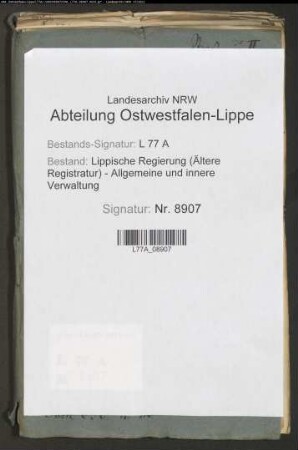 Landesarchiv NRW
Abteilung Ostwestfalen-Lippe
Bestands-Signatur: L 77 A
Bestand: Lippische Regierung (Ältere
Registratur) - Allgemeine und innere
Verwaltung
Signatur: Nr. 8907
L77A_08907